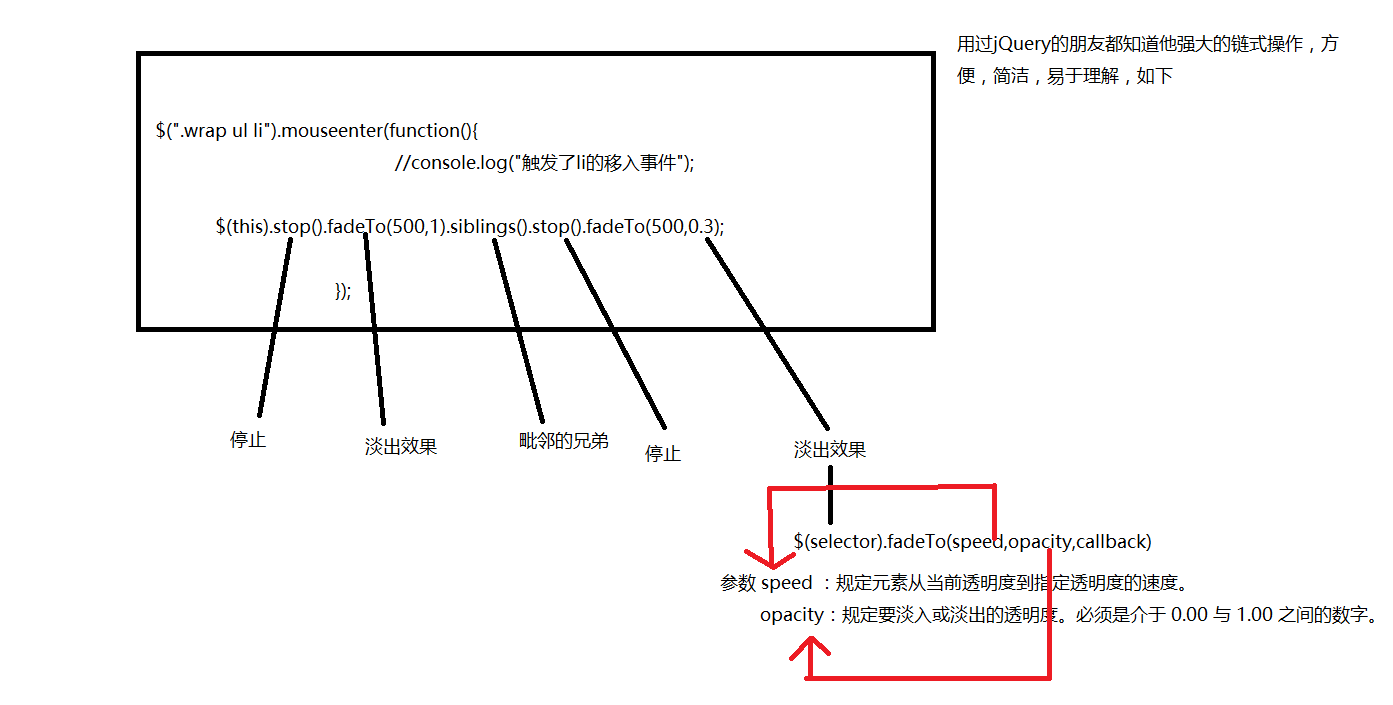 用过jQuery的朋友都知道他强大的链式操作，方
便，简洁，易于理解，如下
$(".wrap ul li").mouseenter(function(){
//console.log("触发了li的移入事件");
$(this).stop().fadeTo(500,1).siblings().stop().fadeTo(500,0.3);
});
停止
淡出效果
毗邻的兄弟
停止
淡出效果
$(selector).fadeTo(speed,opacity,callback)
参数 speed ：规定元素从当前透明度到指定透明度的速度。
opacity：规定要淡入或淡出的透明度。必须是介于 0.00 与 1.00 之间的数字。